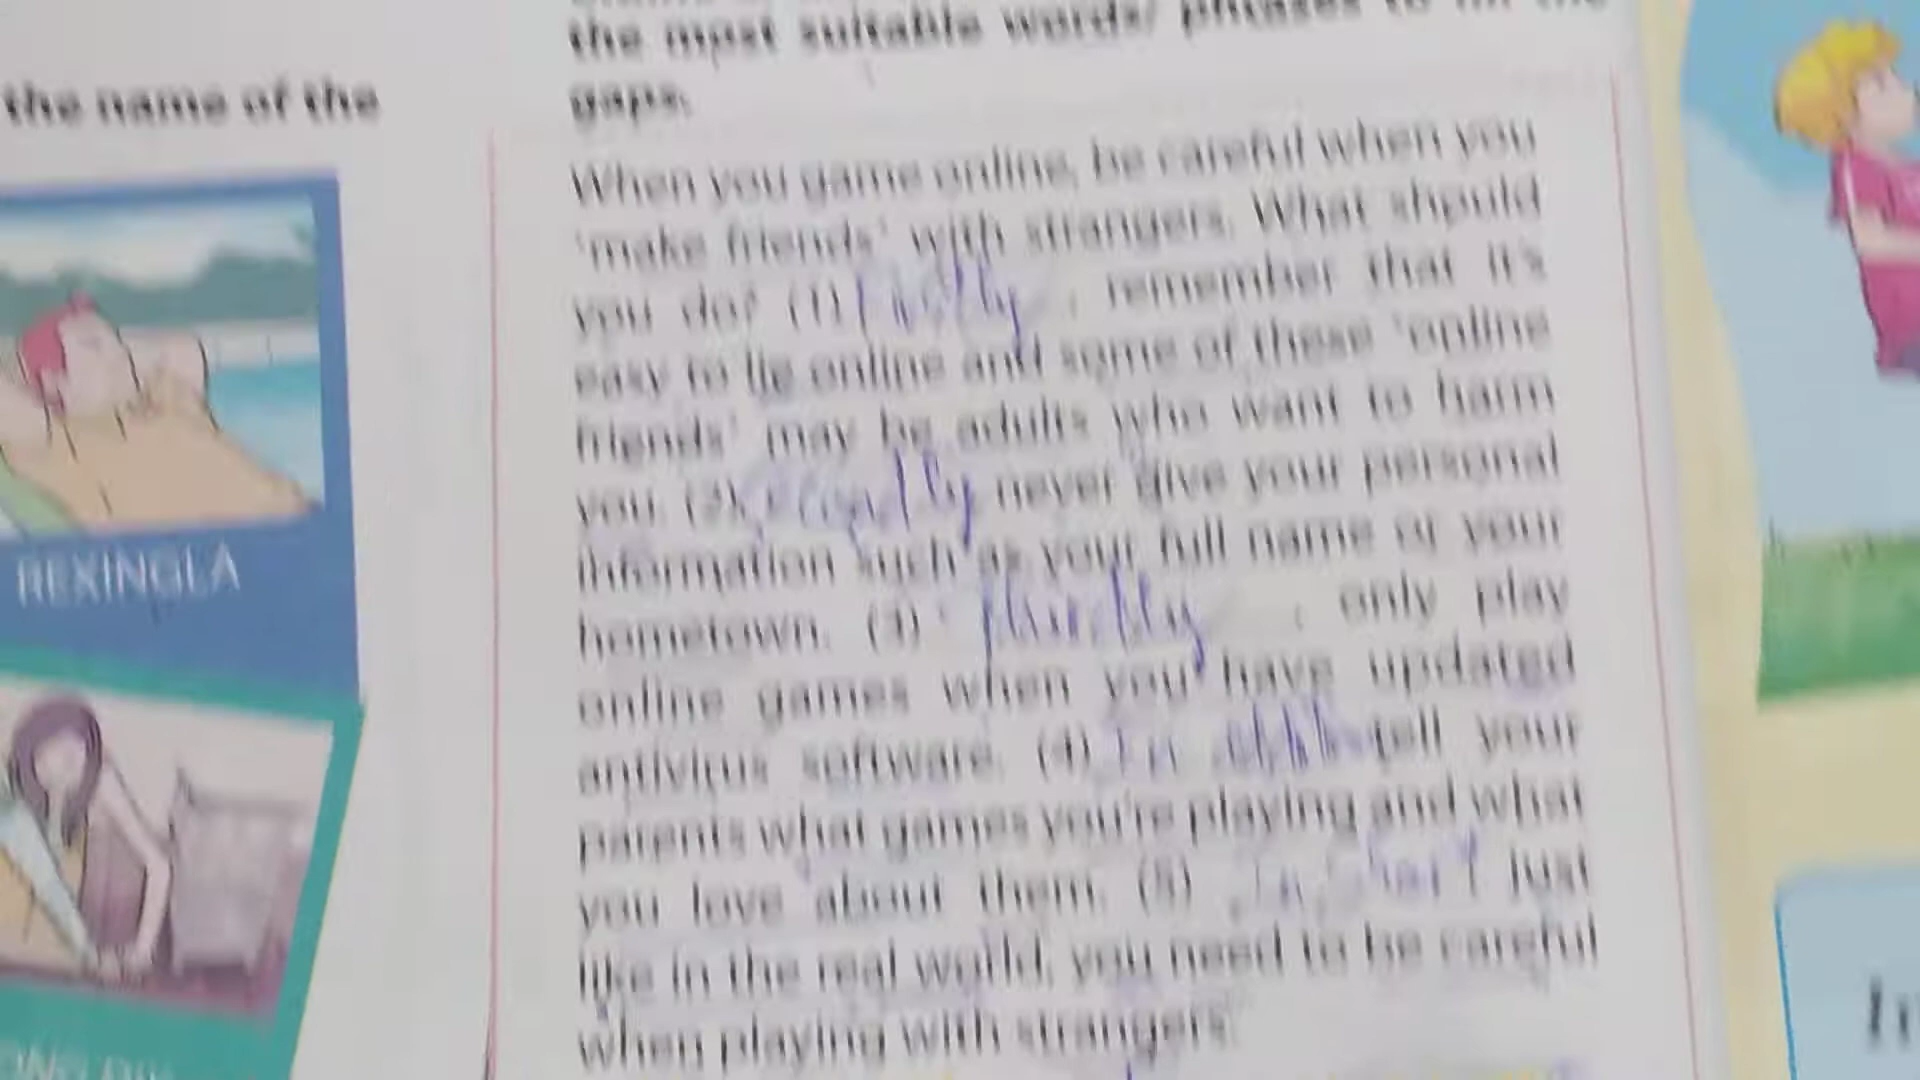 the most suitable words/ phrases to fill the
gaps.
the name of the
When you game online, be careful when you
'make friends' with strangers. What should
you do? (1) Firstly , remember that it's
easy to lie online and some of these 'online
friends' may be adults who want to harm
you. (2) Secondly never give your personal
information such as your full name or your
hometown. (3) Thirdly , only play
online games when you have updated
antivirus software. (4) In tell your
parents what games you're playing and what
you love about them. (5) In short Just
like in the real world, you need to be careful
when playing with strangers.
REXINGLA